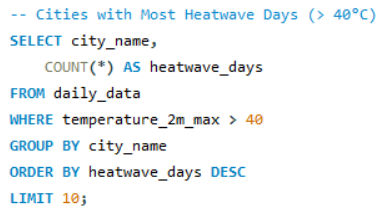 -- Cities with Most Heatwave Days (> 40°C)
SELECT city_name,
    COUNT(*) AS heatwave_days
FROM daily_data
WHERE temperature_2m_max > 40
GROUP BY city_name
ORDER BY heatwave_days DESC
LIMIT 10;